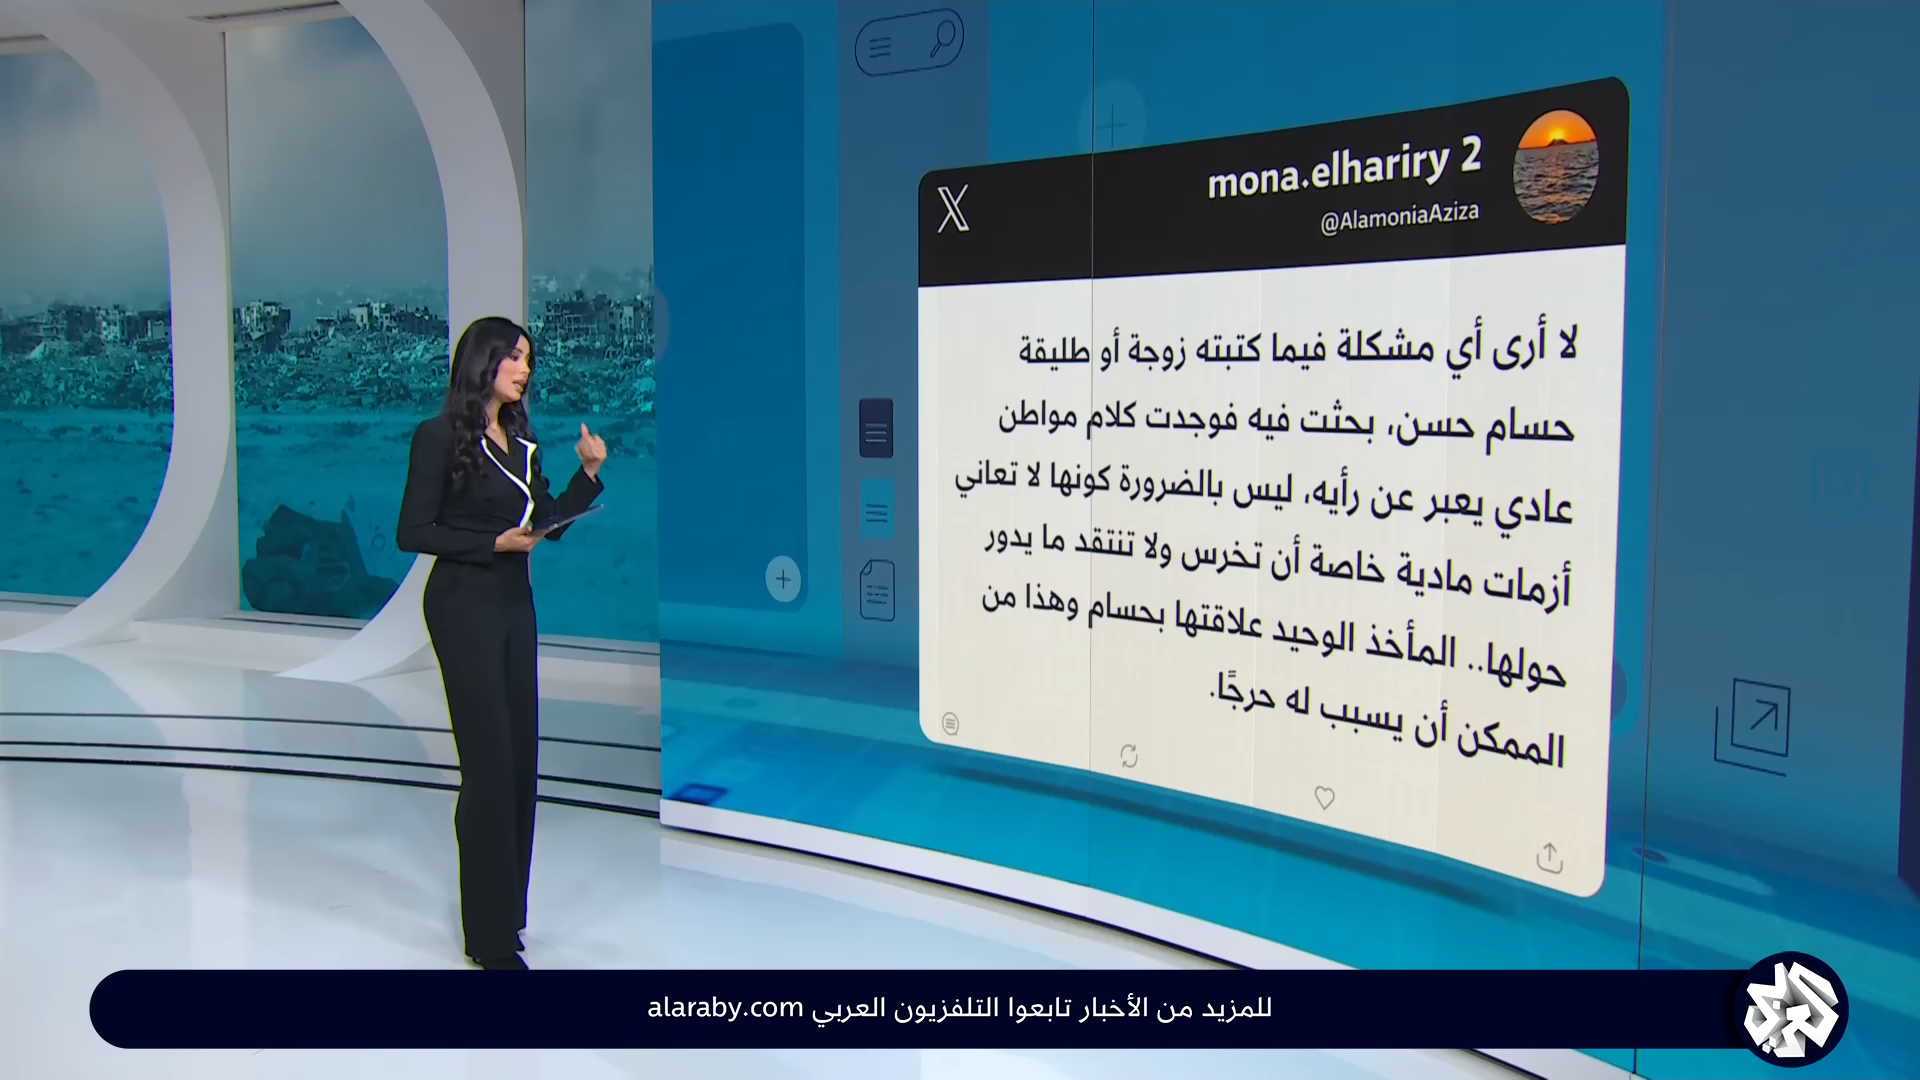 mona.elhariry 2
@AlamoniaAziza
لا أرى أي مشكلة فيما كتبته زوجة أو طليقة
حسام حسن، بحثت فيه فوجدت كلام مواطن
عادي يعبر عن رأيه، ليس بالضرورة كونها لا تعاني
أزمات مادية خاصة أن تخرس ولا تنتقد ما يدور
حولها.. المأخذ الوحيد علاقتها بحسام وهذا من
الممكن أن يسبب له حرجًا.
للمزيد من الأخبار تابعوا التلفزيون العربي alaraby.com
العربي